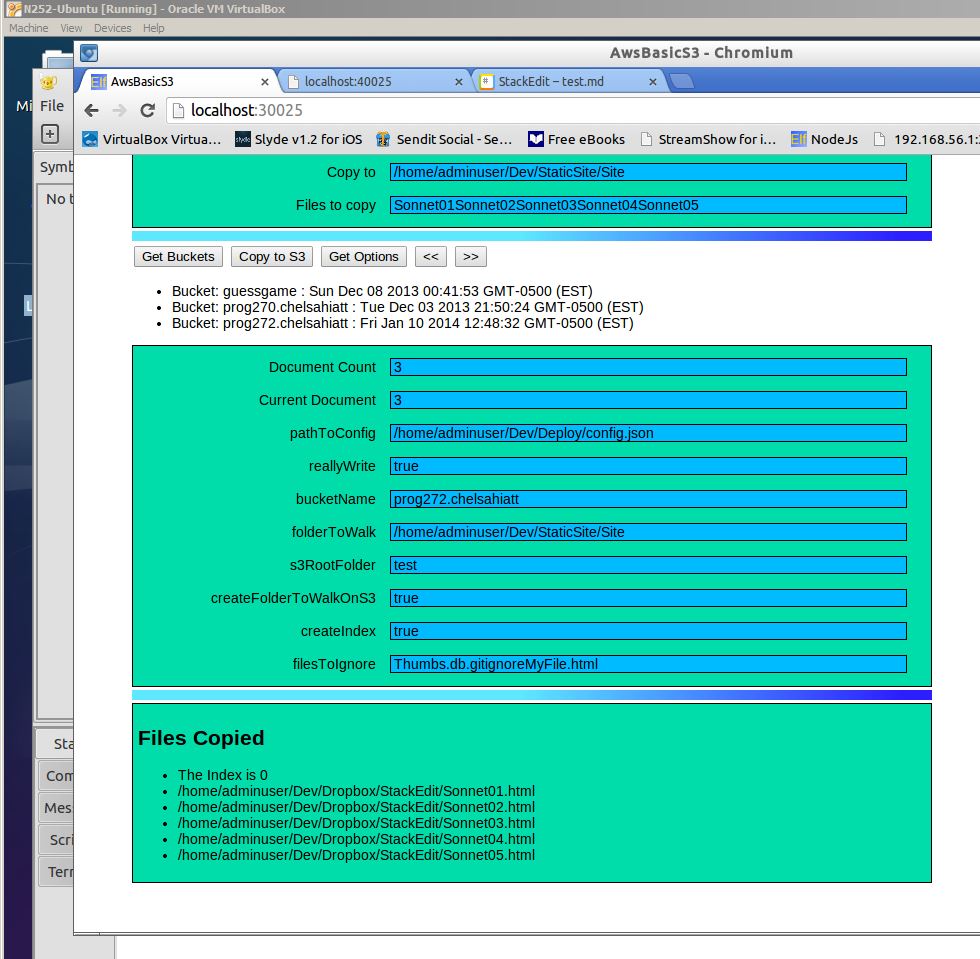 N252-Ubuntu [Running] - Oracle VM VirtualBox
Machine View Devices Help
AwsBasicS3 - Chromium
AwsBasicS3 × localhost:40025 × StackEdit – test.md ×
File
localhost:30025
VirtualBox Virtua... Slyde v1.2 for iOS Sendit Social - Se... Free eBooks StreamShow for i... NodeJs 192.168.56.1:
Symb
No t
Copy to /home/adminuser/Dev/StaticSite/Site
Files to copy Sonnet01Sonnet02Sonnet03Sonnet04Sonnet05
Get Buckets Copy to S3 Get Options << >>
• Bucket: guessgame : Sun Dec 08 2013 00:41:53 GMT-0500 (EST)
• Bucket: prog270.chelsahiatt : Tue Dec 03 2013 21:50:24 GMT-0500 (EST)
• Bucket: prog272.chelsahiatt : Fri Jan 10 2014 12:48:32 GMT-0500 (EST)
Document Count 3
Current Document 3
pathToConfig /home/adminuser/Dev/Deploy/config.json
reallyWrite true
bucketName prog272.chelsahiatt
folderToWalk /home/adminuser/Dev/StaticSite/Site
s3RootFolder test
createFolderToWalkOnS3 true
createIndex true
filesToIgnore Thumbs.db.gitignoreMyFile.html
Files Copied
• The Index is 0
• /home/adminuser/Dev/Dropbox/StackEdit/Sonnet01.html
• /home/adminuser/Dev/Dropbox/StackEdit/Sonnet02.html
• /home/adminuser/Dev/Dropbox/StackEdit/Sonnet03.html
• /home/adminuser/Dev/Dropbox/StackEdit/Sonnet04.html
• /home/adminuser/Dev/Dropbox/StackEdit/Sonnet05.html
Sta
Com
Mes
Scri
Terr